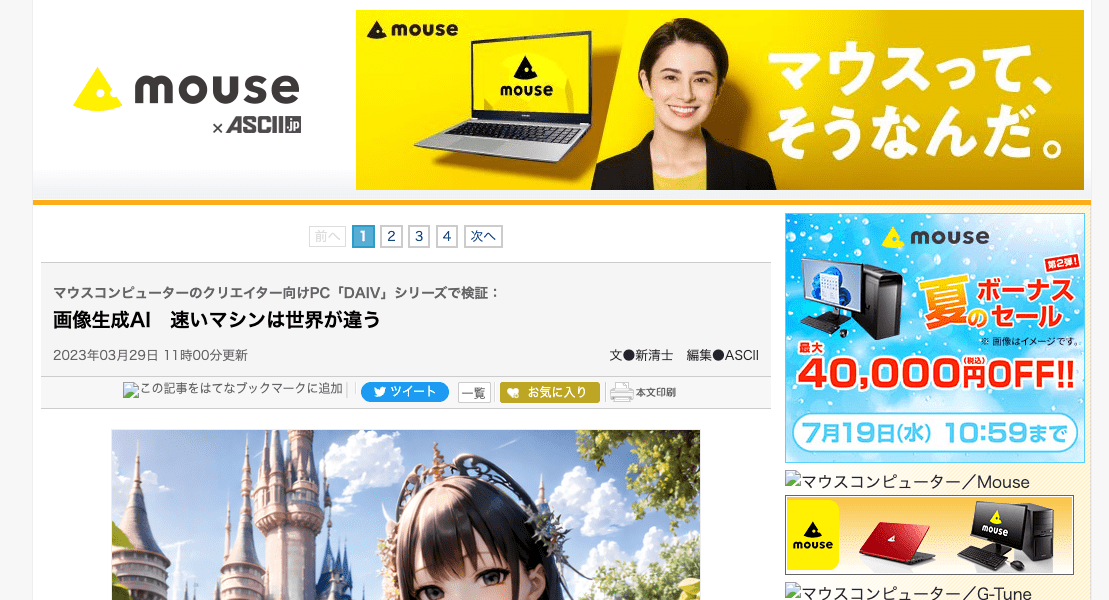 mouse
×ASCII.jp
mouse
mouse
マウスって、
そうなんだ。
前へ 1 2 3 4 次へ
マウスコンピューターのクリエイター向けPC「DAIV」シリーズで検証：
画像生成AI　速いマシンは世界が違う
2023年03月29日 11時00分更新
文●新清士　編集●ASCII
この記事をはてなブックマークに追加
ツイート
一覧
お気に入り
本文印刷
mouse
第2弾!
夏のボーナス
セール
※ 画像はイメージです。
最大
40,000円(税込)OFF!!
7月19日(水) 10:59まで
マウスコンピューター／Mouse
mouse
mouse
マウスコンピューター／G-Tune